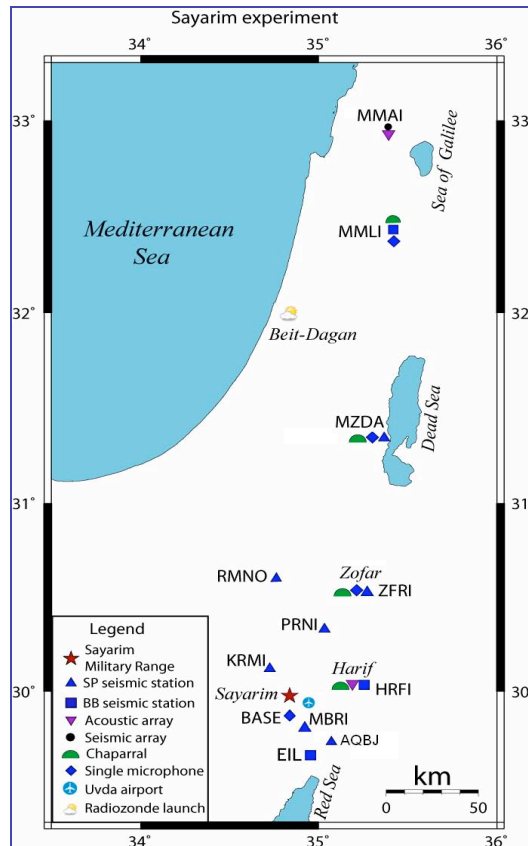 Sayarim experiment
34°
35°
36°
33°
33°
MMAI
Sea of Galilee
Mediterranean
Sea
MMLI
32°
32°
Beit-Dagan
MZDA
Dead Sea
31°
31°
RMNO
Zofar
ZFRI
PRNI
KRMI
Harif
HRFI
30°
30°
Sayarim
BASE
MBRI
AQBJ
EIL
Red Sea
km
0
50
Legend
Sayarim
Military Range
SP seismic station
BB seismic station
Acoustic array
Seismic array
Chaparral
Single microphone
Uvda airport
Radiozonde launch
34°
35°
36°